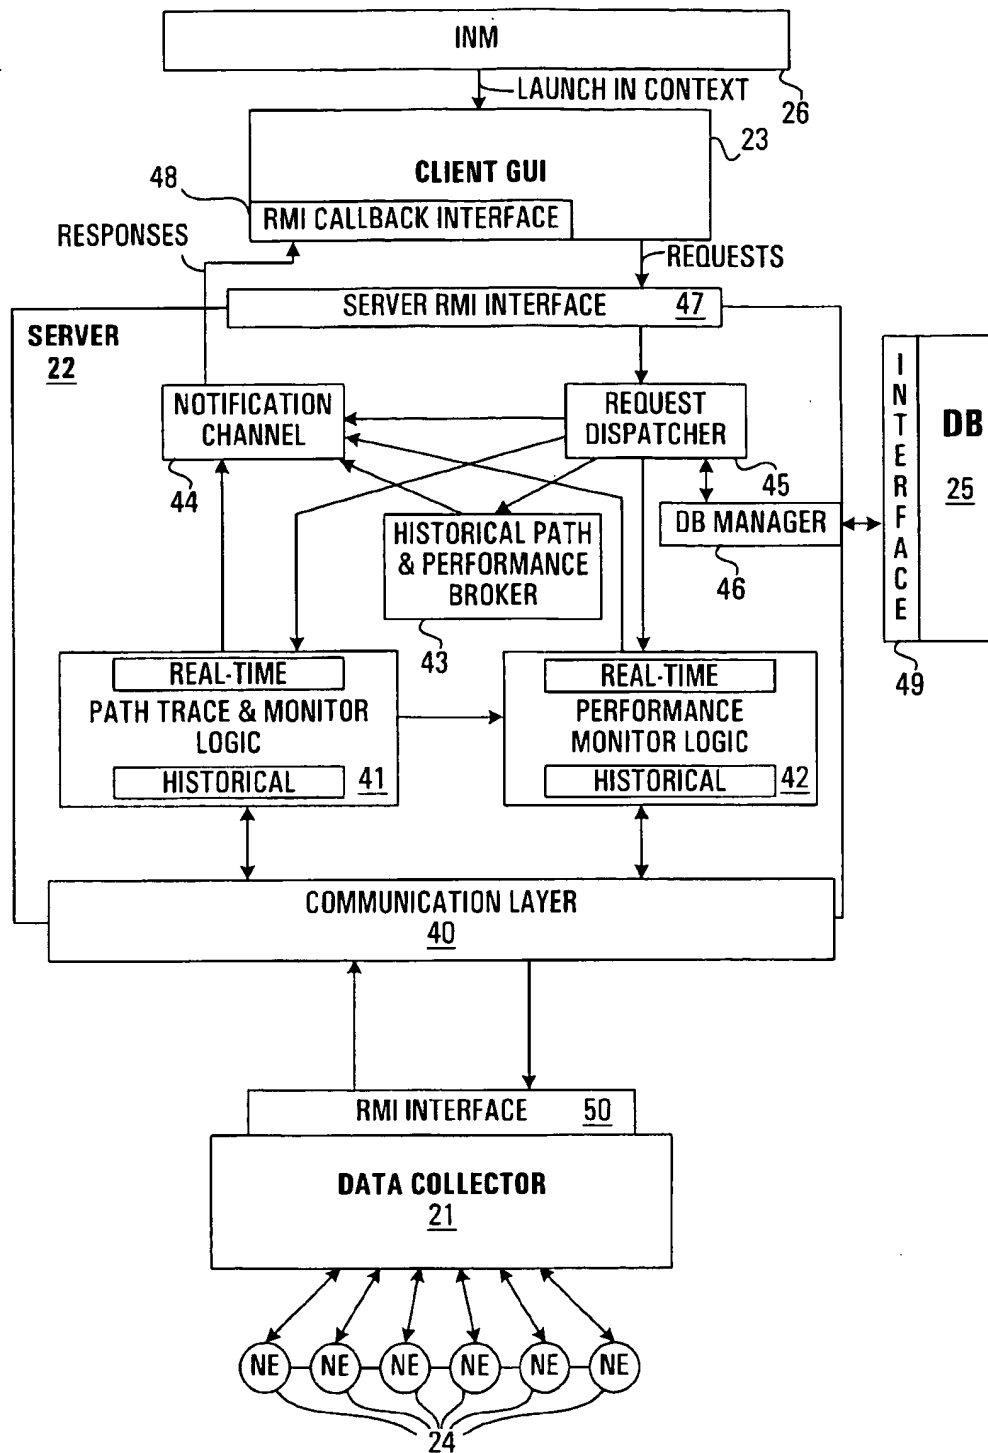 INM
LAUNCH IN CONTEXT
26
23
CLIENT GUI
48
RMI CALLBACK INTERFACE
RESPONSES
REQUESTS
SERVER RMI INTERFACE 47
SERVER
22
NOTIFICATION
CHANNEL
44
REQUEST
DISPATCHER
45
DB MANAGER
46
INTERFACE
49
DB
25
HISTORICAL PATH
& PERFORMANCE
BROKER
43
REAL-TIME
PATH TRACE & MONITOR
LOGIC
HISTORICAL
41
REAL-TIME
PERFORMANCE
MONITOR LOGIC
HISTORICAL
42
COMMUNICATION LAYER
40
RMI INTERFACE 50
DATA COLLECTOR
21
NE NE NE NE NE NE
24